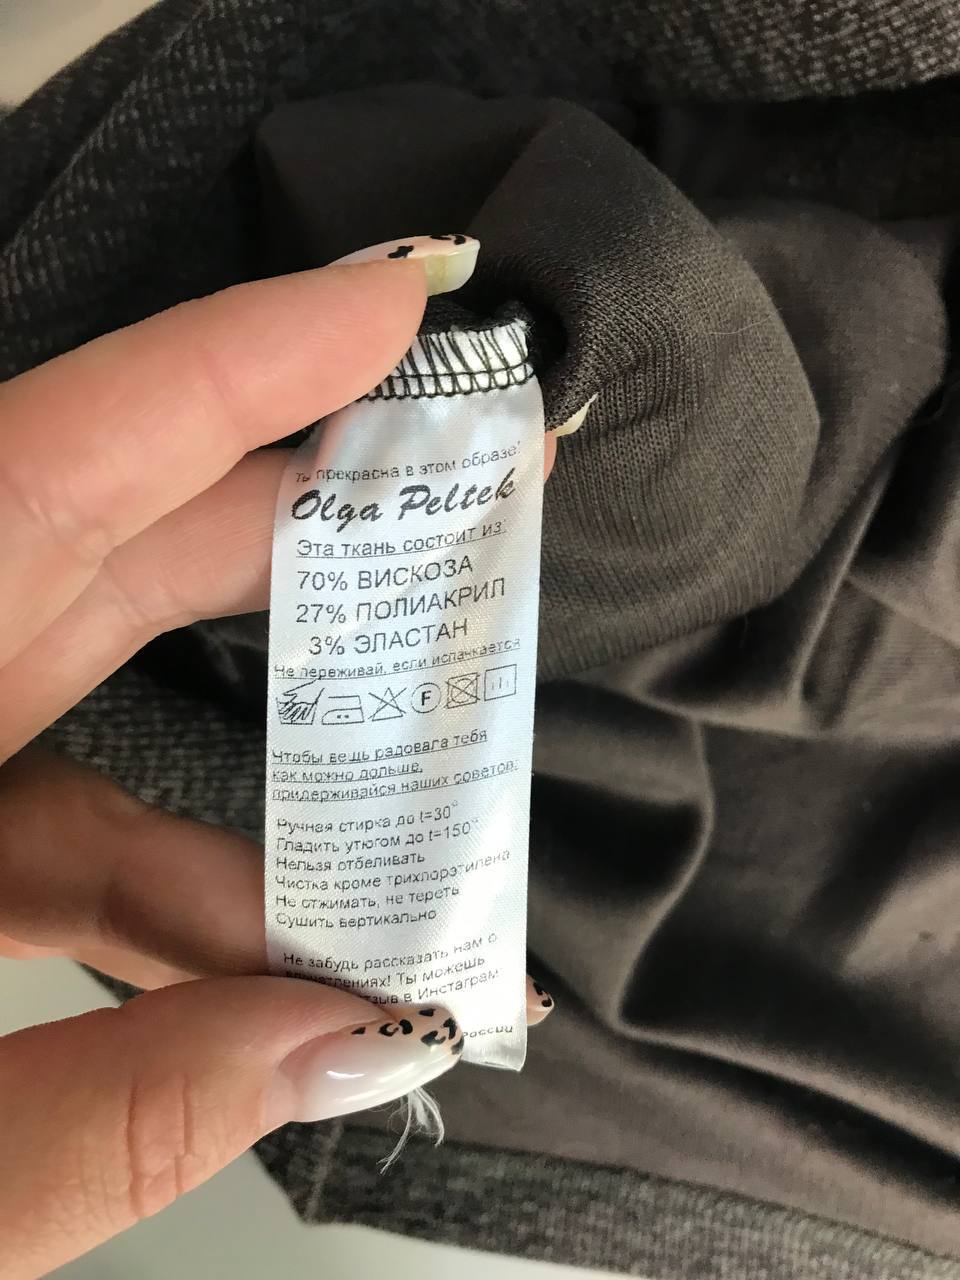 Ты прекрасна в этом образе!
Olga Peltek
Эта ткань состоит из:
70% ВИСКОЗА
27% ПОЛИАКРИЛ
3% ЭЛАСТАН
Не переживай, если испачкается
F
Чтобы вещь радовала тебя
как можно дольше,
придерживайся наших советов:
Ручная стирка до t=30°
Гладить утюгом до t=150°
Нельзя отбеливать
Чистка кроме трихлорэтилена
Не отжимать, не тереть
Сушить вертикально
Не забудь рассказать нам о
впечатлениях! Ты можешь
в Инстаграм
России